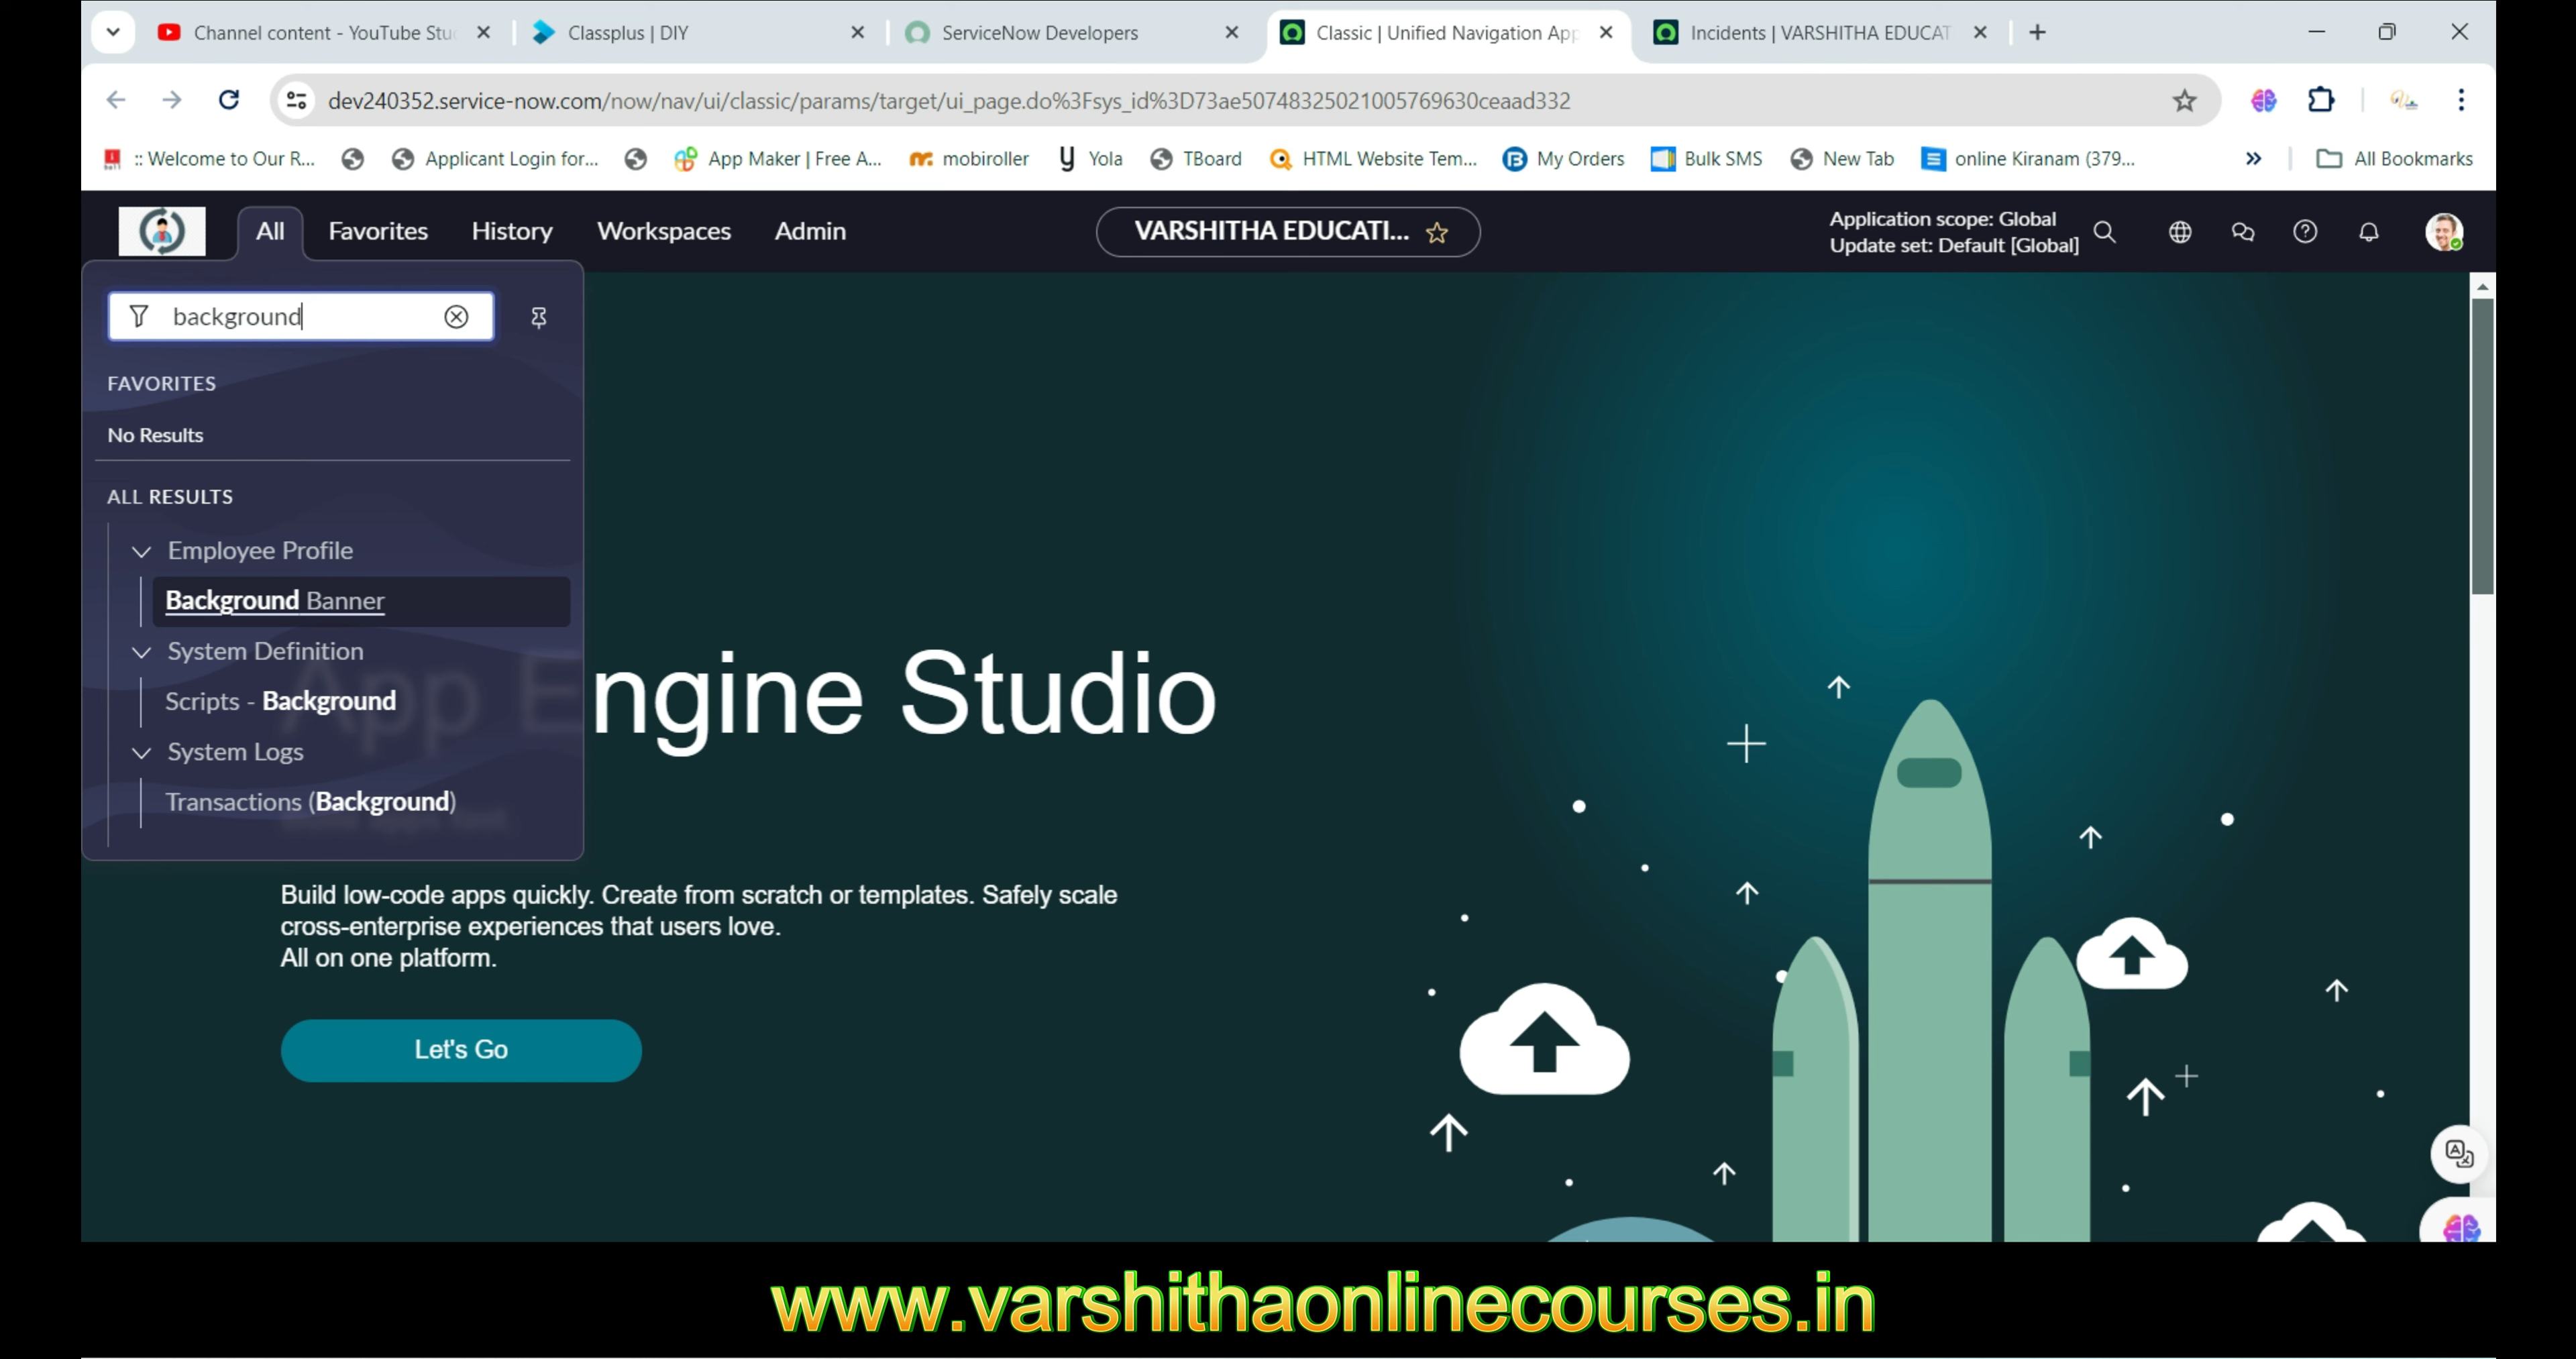 Channel content - YouTube Stu
Classplus | DIY
ServiceNow Developers
Classic | Unified Navigation App
Incidents | VARSHITHA EDUCAT
dev240352.service-now.com/now/nav/ui/classic/params/target/ui_page.do%3Fsys_id%3D73ae50748325021005769630ceaad332
:: Welcome to Our R...
Applicant Login for...
App Maker | Free A...
mobiroller
Yola
TBoard
HTML Website Tem...
My Orders
Bulk SMS
New Tab
online Kiranam (379...
All Bookmarks
All
Favorites
History
Workspaces
Admin
VARSHITHA EDUCATI...
Application scope: Global
Update set: Default [Global]
background
FAVORITES
No Results
ALL RESULTS
Employee Profile
Background Banner
System Definition
Scripts - Background
System Logs
Transactions (Background)
App Engine Studio
Build low-code apps quickly. Create from scratch or templates. Safely scale
cross-enterprise experiences that users love.
All on one platform.
Let's Go
www.varshithaonlinecourses.in